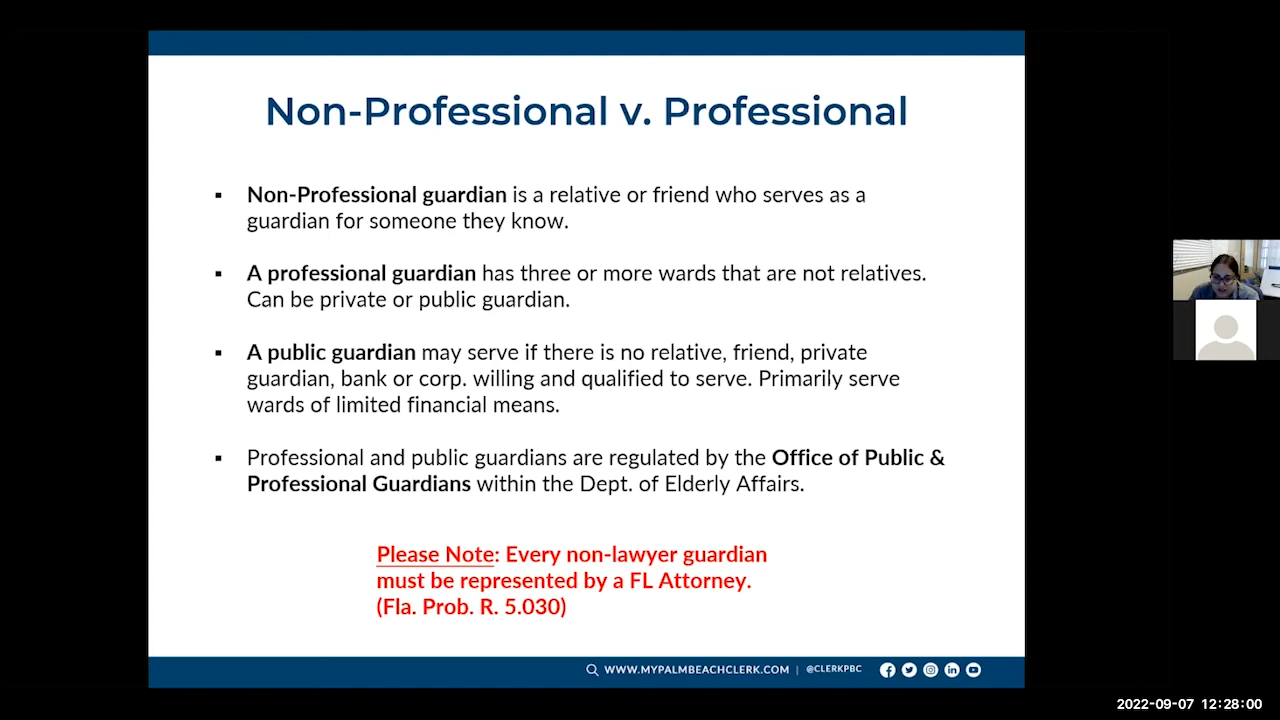 Non-Professional v. Professional
▪ Non-Professional guardian is a relative or friend who serves as a
guardian for someone they know.
▪ A professional guardian has three or more wards that are not relatives.
Can be private or public guardian.
▪ A public guardian may serve if there is no relative, friend, private
guardian, bank or corp. willing and qualified to serve. Primarily serve
wards of limited financial means.
▪ Professional and public guardians are regulated by the Office of Public &
Professional Guardians within the Dept. of Elderly Affairs.
Please Note: Every non-lawyer guardian
must be represented by a FL Attorney.
(Fla. Prob. R. 5.030)
WWW.MYPALMBEACHCLERK.COM | @CLERKPBC
2022-09-07 12:28:00